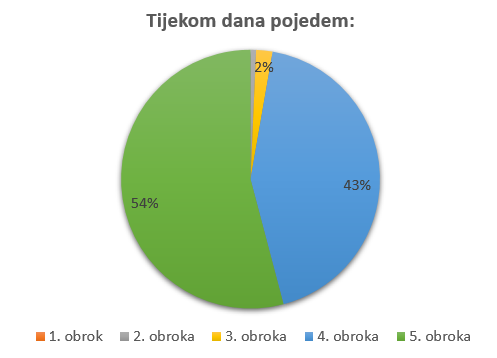 Tijekom dana pojedem:
2%
43%
54%
1. obrok 2. obroka 3. obroka 4. obroka 5. obroka